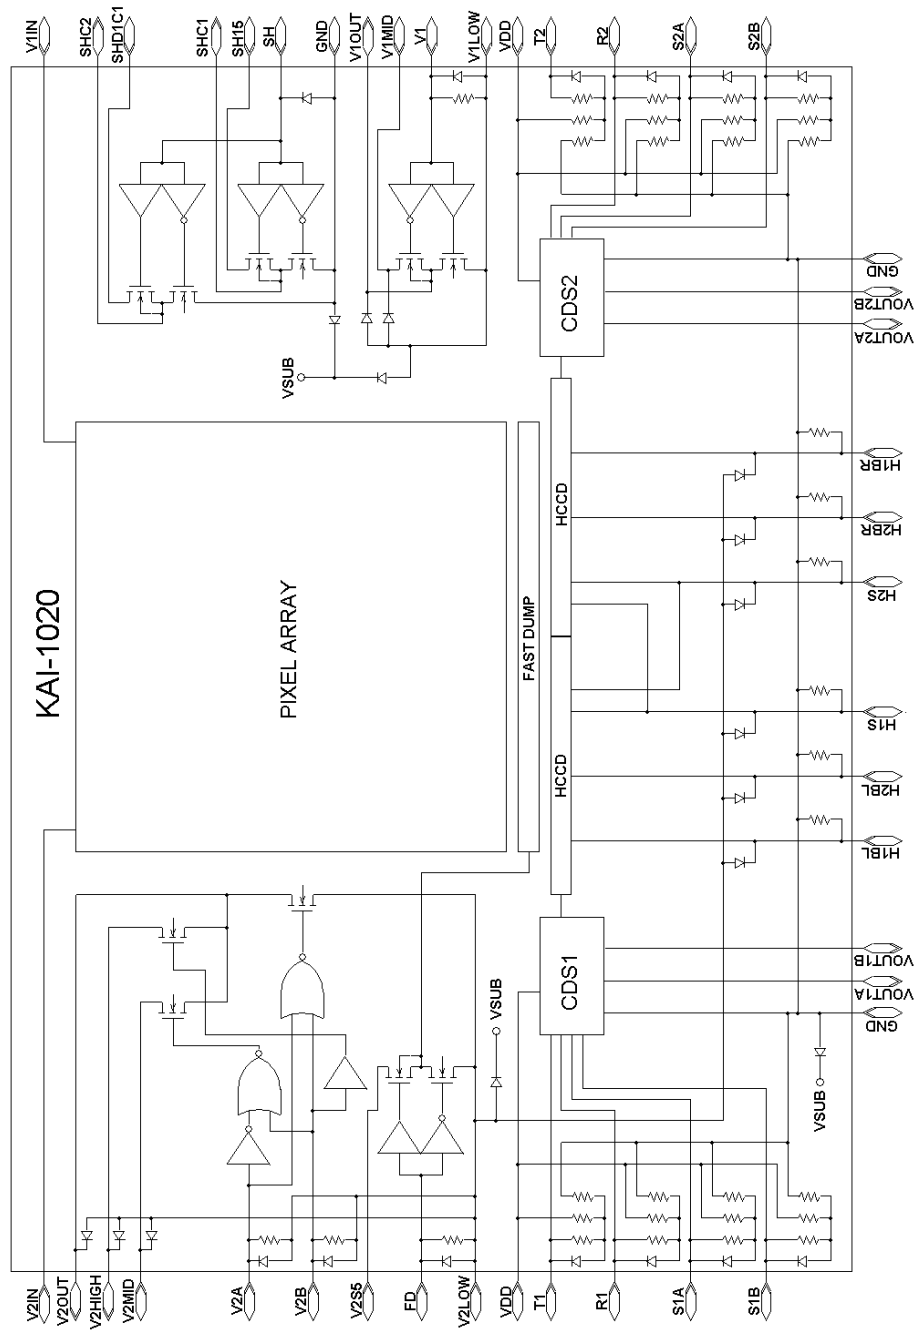 V1IN
SHC2
SHD1C1
SHC1
SH15
SH
GND
V1OUT
V1MID
V1
V1LOW
VDD
T2
R2
S2A
S2B
VSUB
CDS2
GND
VOUT2B
VOUT2A
KAI-1020
PIXEL ARRAY
FAST DUMP
HCCD
HCCD
H1BR
H2BR
H2S
H1S
H2BL
H1BL
CDS1
VOUT1B
VOUT1A
GND
VSUB
VSUB
V2IN
V2OUT
V2HIGH
V2MID
V2A
V2B
V2S5
FD
V2LOW
VDD
T1
R1
S1A
S1B